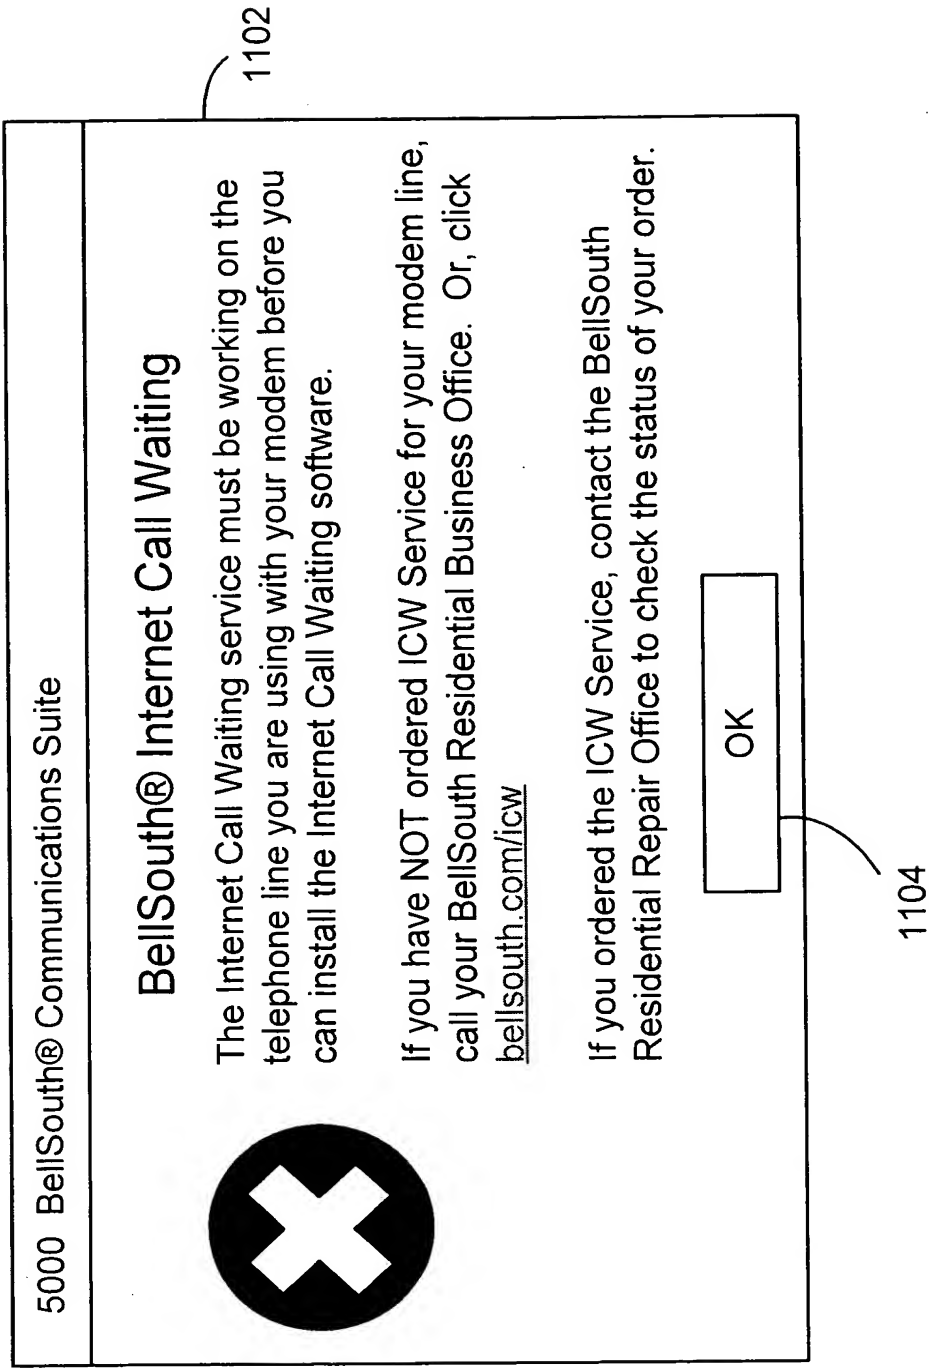 5000 BellSouth® Communications Suite
1102
BellSouth® Internet Call Waiting
The Internet Call Waiting service must be working on the
telephone line you are using with your modem before you
can install the Internet Call Waiting software.
If you have NOT ordered ICW Service for your modem line,
call your BellSouth Residential Business Office. Or, click
bellsouth.com/icw
If you ordered the ICW Service, contact the BellSouth
Residential Repair Office to check the status of your order.
OK
1104